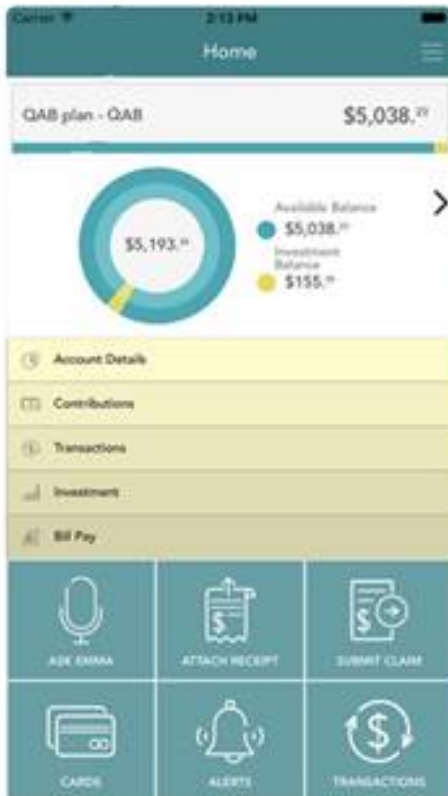 Carrier 2:13 PM
Home
QAB plan - QAB $5,038.
Available Balance
$5,038.
$5,193.
Investment
Balance
$155.
Account Details
Contributions
Transactions
Investment
Bill Pay
ASK EMMA ATTACH RECEIPT SUBMIT CLAIM
$ $
$
CARDS ALERTS TRANSACTIONS